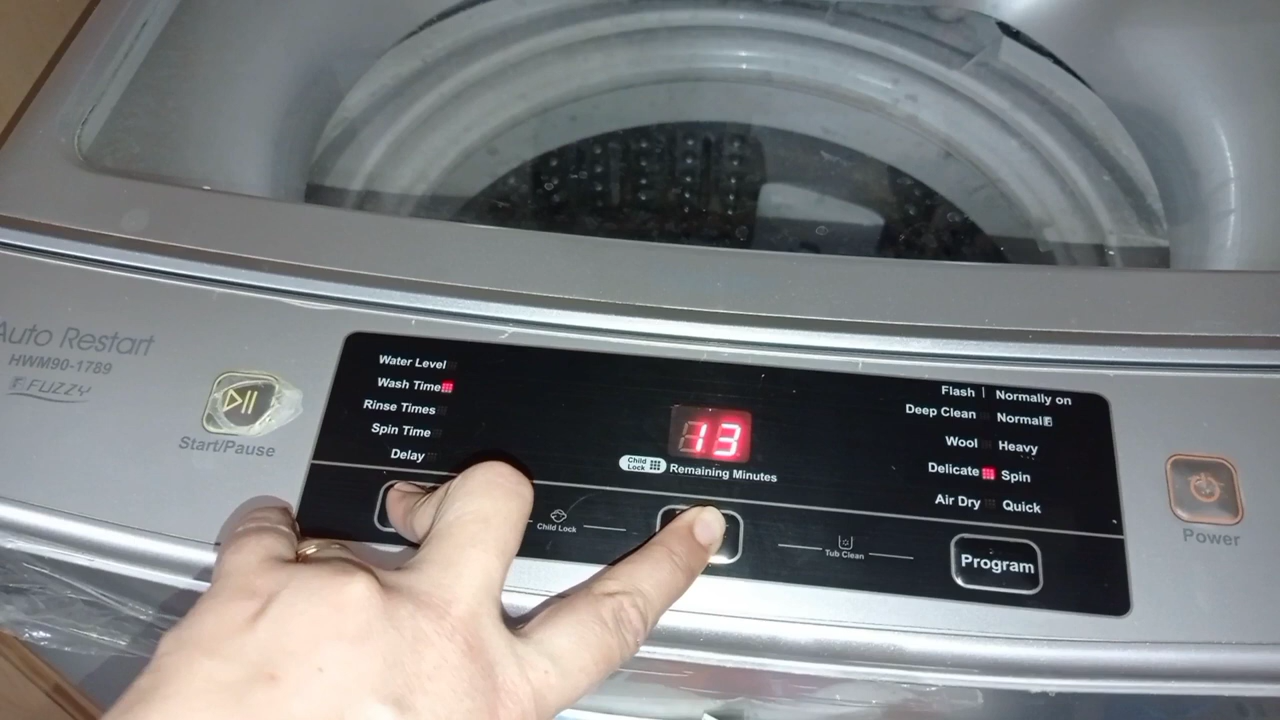 Auto Restart
HWM90-1789
F FUZZY
Start/Pause
Water Level
Wash Time
Rinse Times
Spin Time
Delay
13
Child Lock
Remaining Minutes
Flash | Normally on
Deep Clean Normal F
Wool Heavy
Delicate Spin
Air Dry Quick
Child Lock
Tub Clean
Program
Power